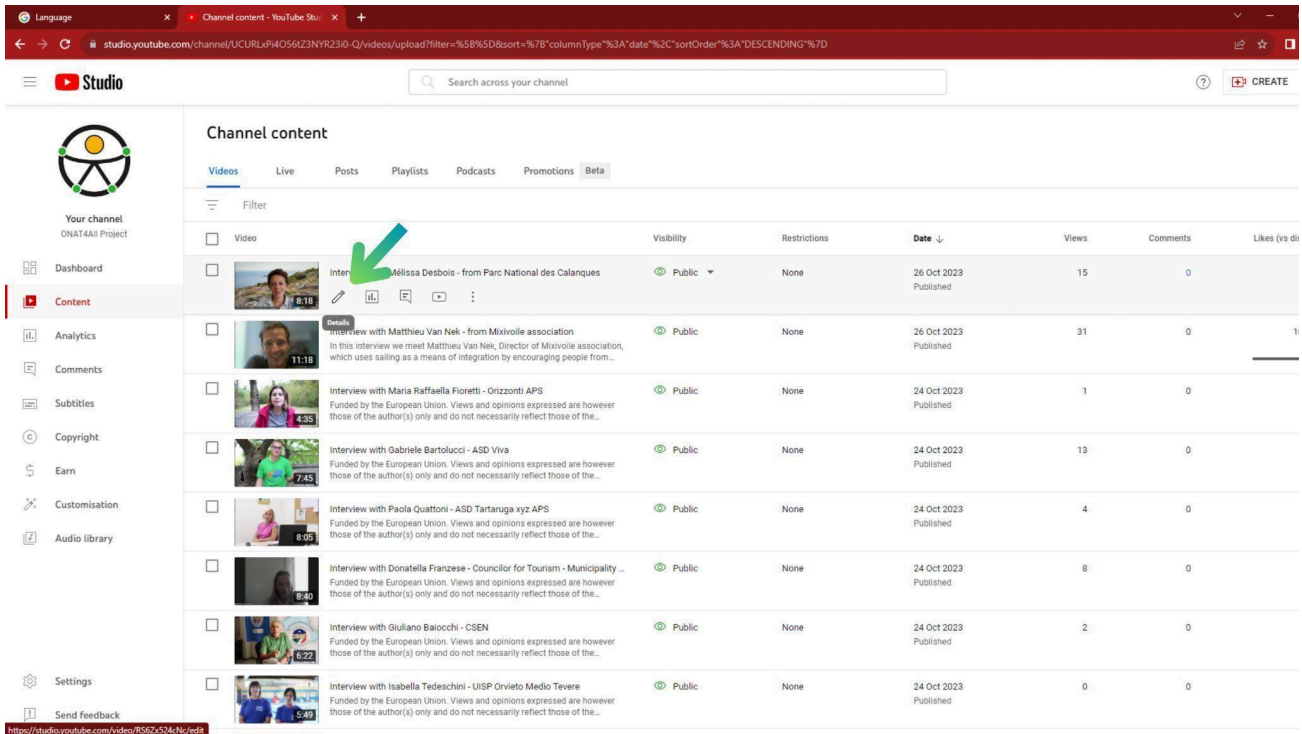 Language
Channel content - YouTube Stud
studio.youtube.com/channel/UCURLxPi4O56tZ3NYR23i0-Q/videos/upload?filter=%5B%5D&sort=%7B"columnType"%3A"date"%2C"sortOrder"%3A"DESCENDING"%7D
Studio
Search across your channel
CREATE
Your channel
ONAT4All Project
Dashboard
Content
Analytics
Comments
Subtitles
Copyright
Earn
Customisation
Audio library
Settings
Send feedback
https://studio.youtube.com/video/RS6Zx524cNc/edit
Channel content
Videos Live Posts Playlists Podcasts Promotions Beta
Filter
Video Visibility Restrictions Date Views Comments Likes (vs dis
8:18
Mélissa Desbois - from Parc National des Calanques
Public None 26 Oct 2023 15 0
Published
Details
11:18
Interview with Matthieu Van Nek - from Mixivoile association
In this interview we meet Matthieu Van Nek, Director of Mixivoile association,
which uses sailing as a means of integration by encouraging people from...
Public None 26 Oct 2023 31 0
Published
4:35
Interview with Maria Raffaella Fioretti - Orizzonti APS
Funded by the European Union. Views and opinions expressed are however
those of the author(s) only and do not necessarily reflect those of the...
Public None 24 Oct 2023 1 0
Published
7:45
Interview with Gabriele Bartolucci - ASD Viva
Funded by the European Union. Views and opinions expressed are however
those of the author(s) only and do not necessarily reflect those of the...
Public None 24 Oct 2023 13 0
Published
8:05
Interview with Paola Quattoni - ASD Tartaruga xyz APS
Funded by the European Union. Views and opinions expressed are however
those of the author(s) only and do not necessarily reflect those of the...
Public None 24 Oct 2023 4 0
Published
8:40
Interview with Donatella Franzese - Councilor for Tourism - Municipality ...
Funded by the European Union. Views and opinions expressed are however
those of the author(s) only and do not necessarily reflect those of the...
Public None 24 Oct 2023 8 0
Published
6:22
Interview with Giuliano Baiocchi - CSEN
Funded by the European Union. Views and opinions expressed are however
those of the author(s) only and do not necessarily reflect those of the...
Public None 24 Oct 2023 2 0
Published
5:49
Interview with Isabella Tedeschini - UISP Orvieto Medio Tevere
Funded by the European Union. Views and opinions expressed are however
those of the author(s) only and do not necessarily reflect those of the...
Public None 24 Oct 2023 0 0
Published